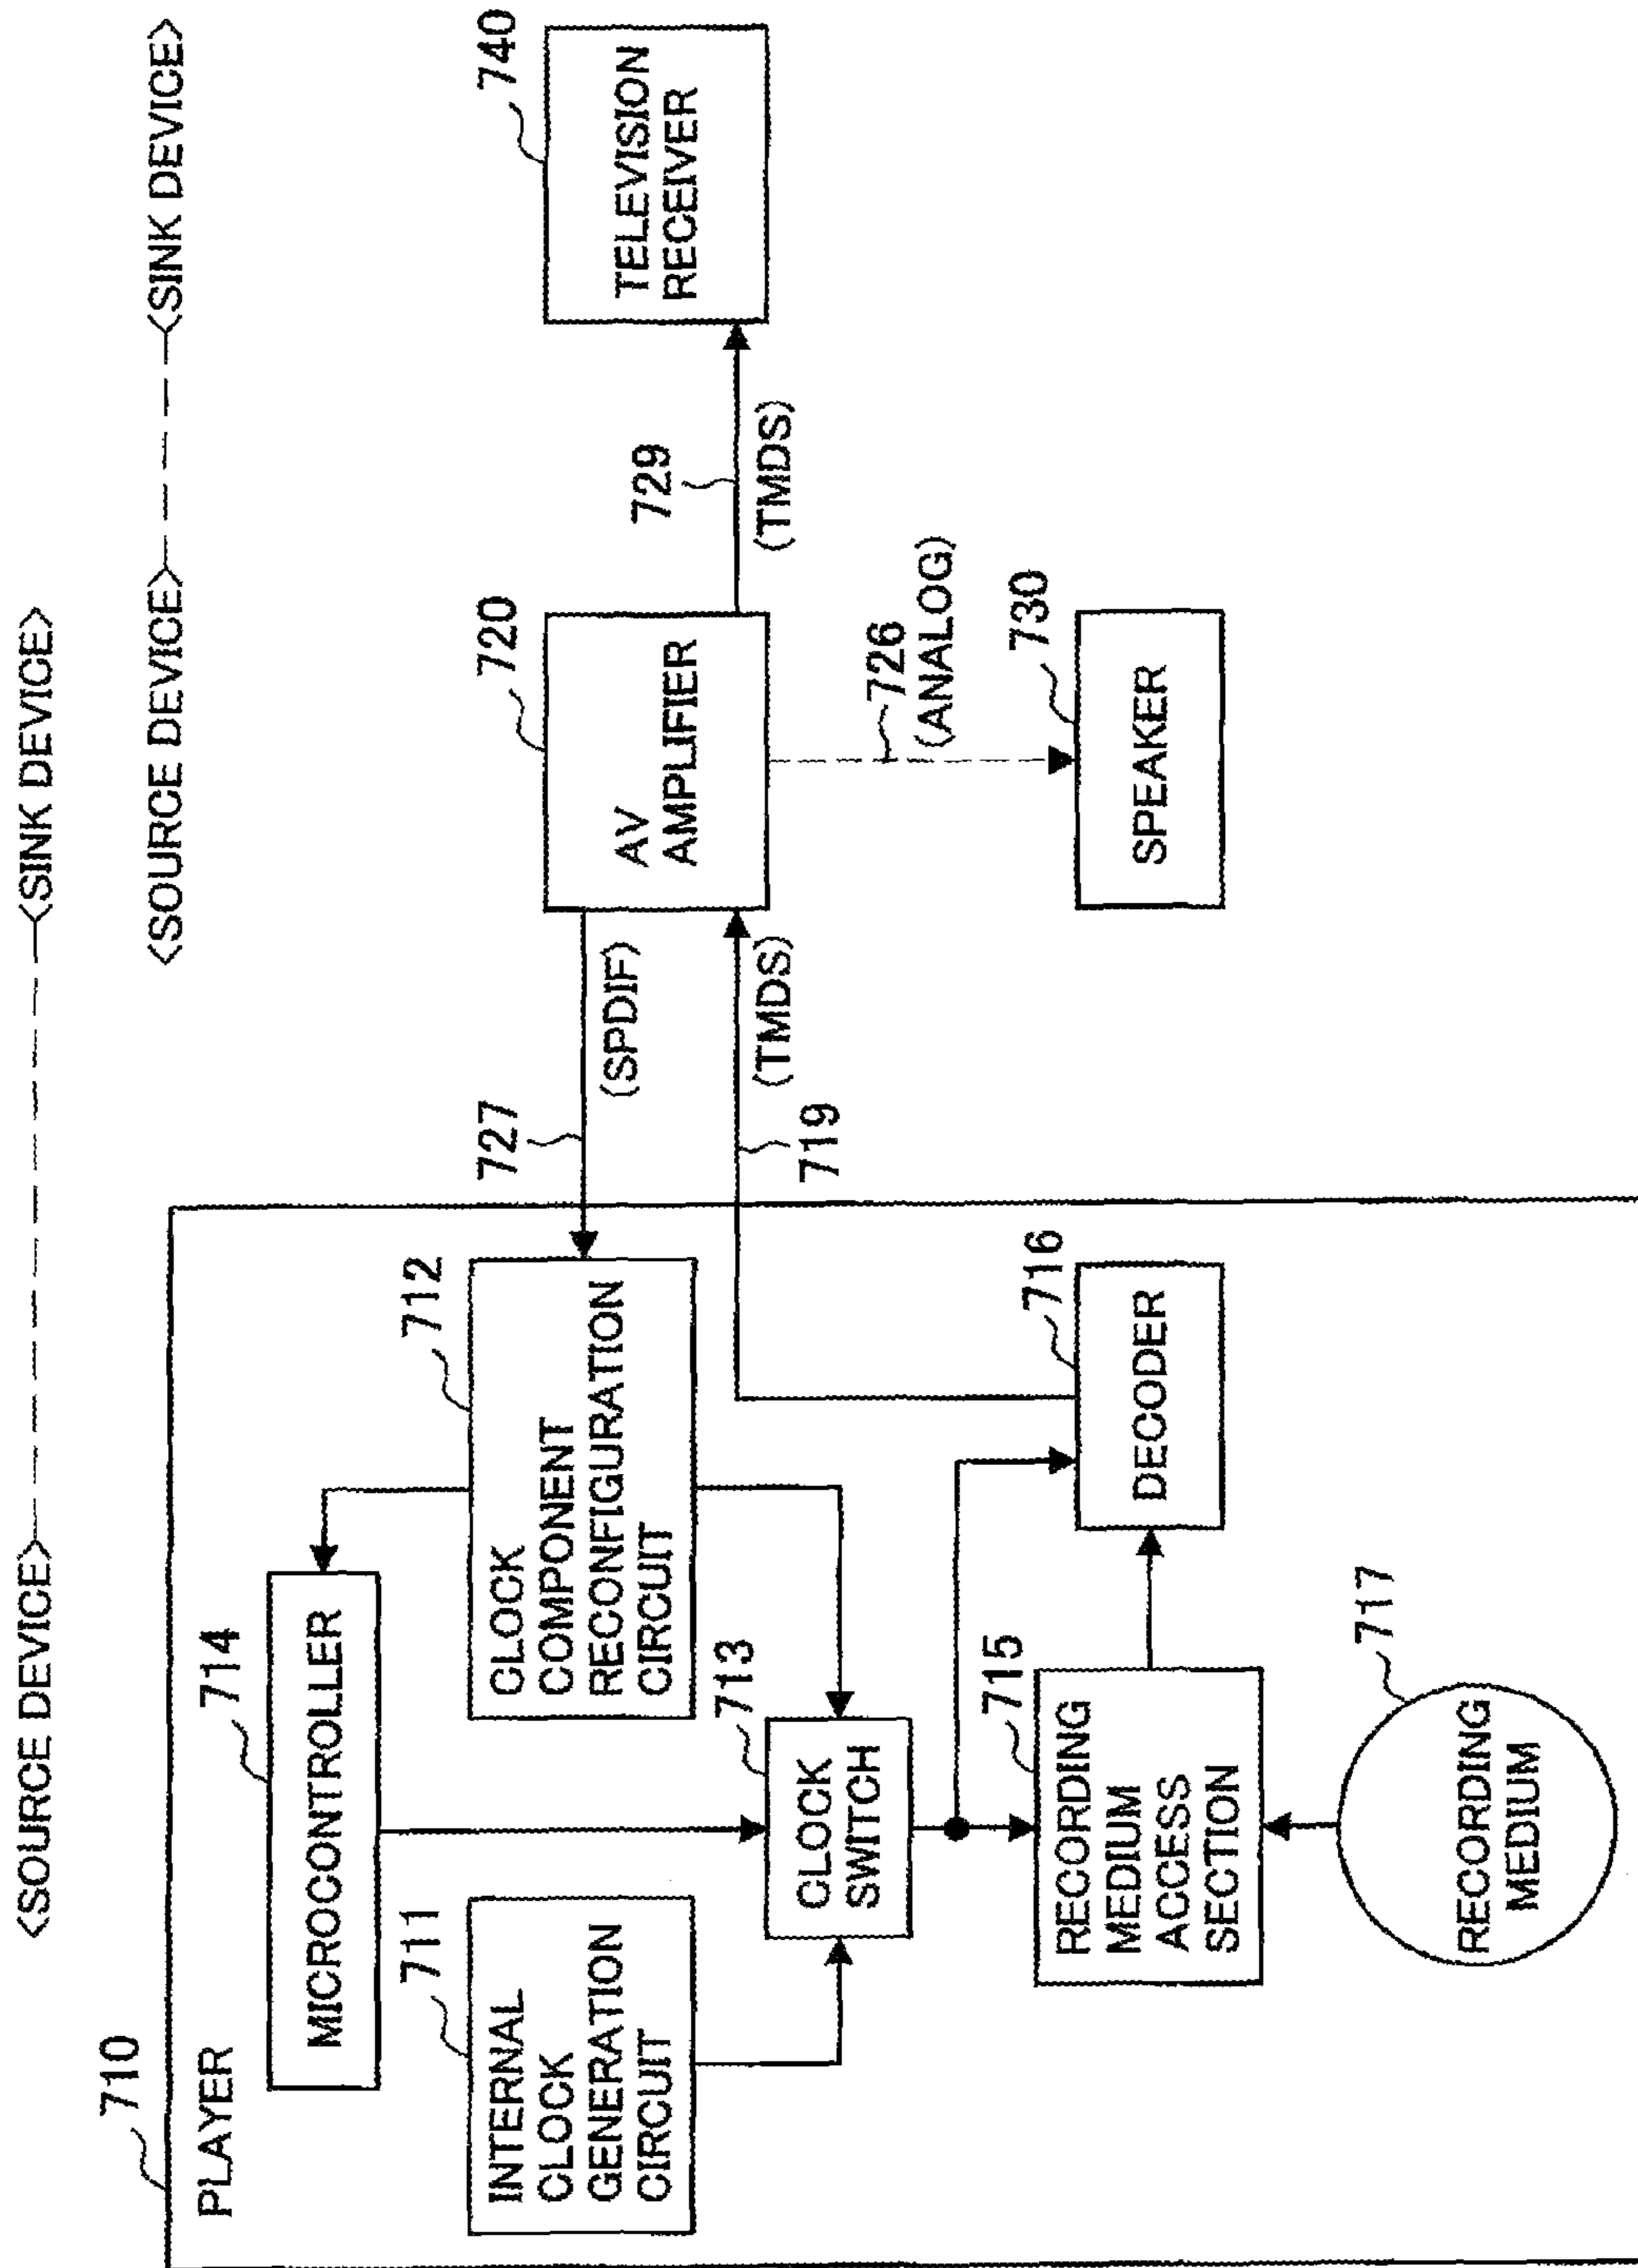 <SOURCE DEVICE> <SINK DEVICE>
<SOURCE DEVICE> <SINK DEVICE>
710
PLAYER
714
MICROCONTROLLER
711
INTERNAL
CLOCK
GENERATION
CIRCUIT
712
CLOCK
COMPONENT
RECONFIGURATION
CIRCUIT
713
CLOCK
SWITCH
715
RECORDING
MEDIUM
ACCESS
SECTION
716
DECODER
717
RECORDING
MEDIUM
727
(SPDIF)
(TMDS)
719
720
AV
AMPLIFIER
726
(ANALOG)
730
SPEAKER
729
(TMDS)
740
TELEVISION
RECEIVER